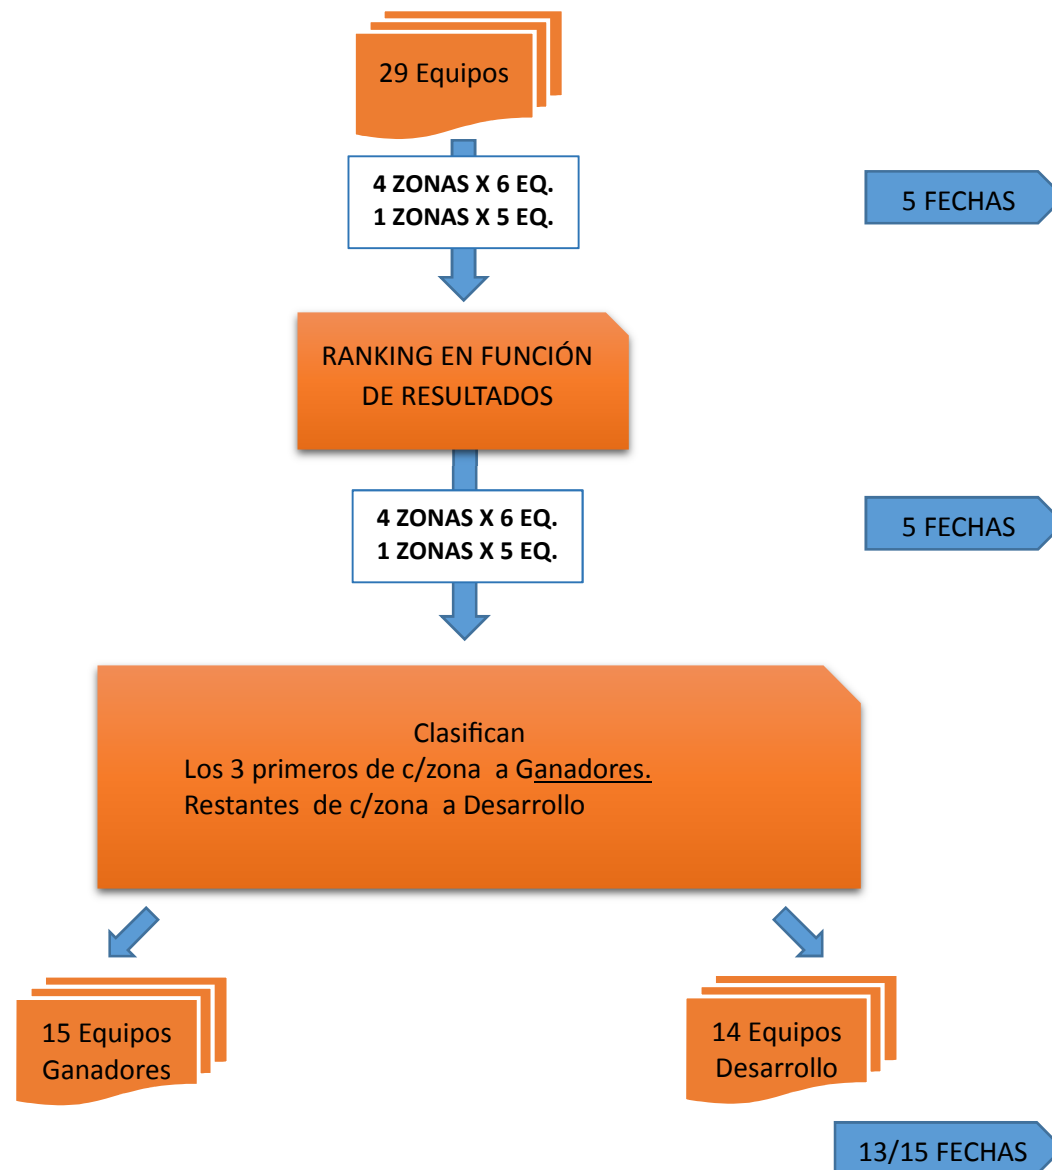 29 Equipos
4 ZONAS X 6 EQ.
1 ZONAS X 5 EQ.
5 FECHAS
RANKING EN FUNCIÓN
DE RESULTADOS
4 ZONAS X 6 EQ.
1 ZONAS X 5 EQ.
5 FECHAS
Clasifican
Los 3 primeros de c/zona a Ganadores.
Restantes de c/zona a Desarrollo
15 Equipos
Ganadores
14 Equipos
Desarrollo
13/15 FECHAS